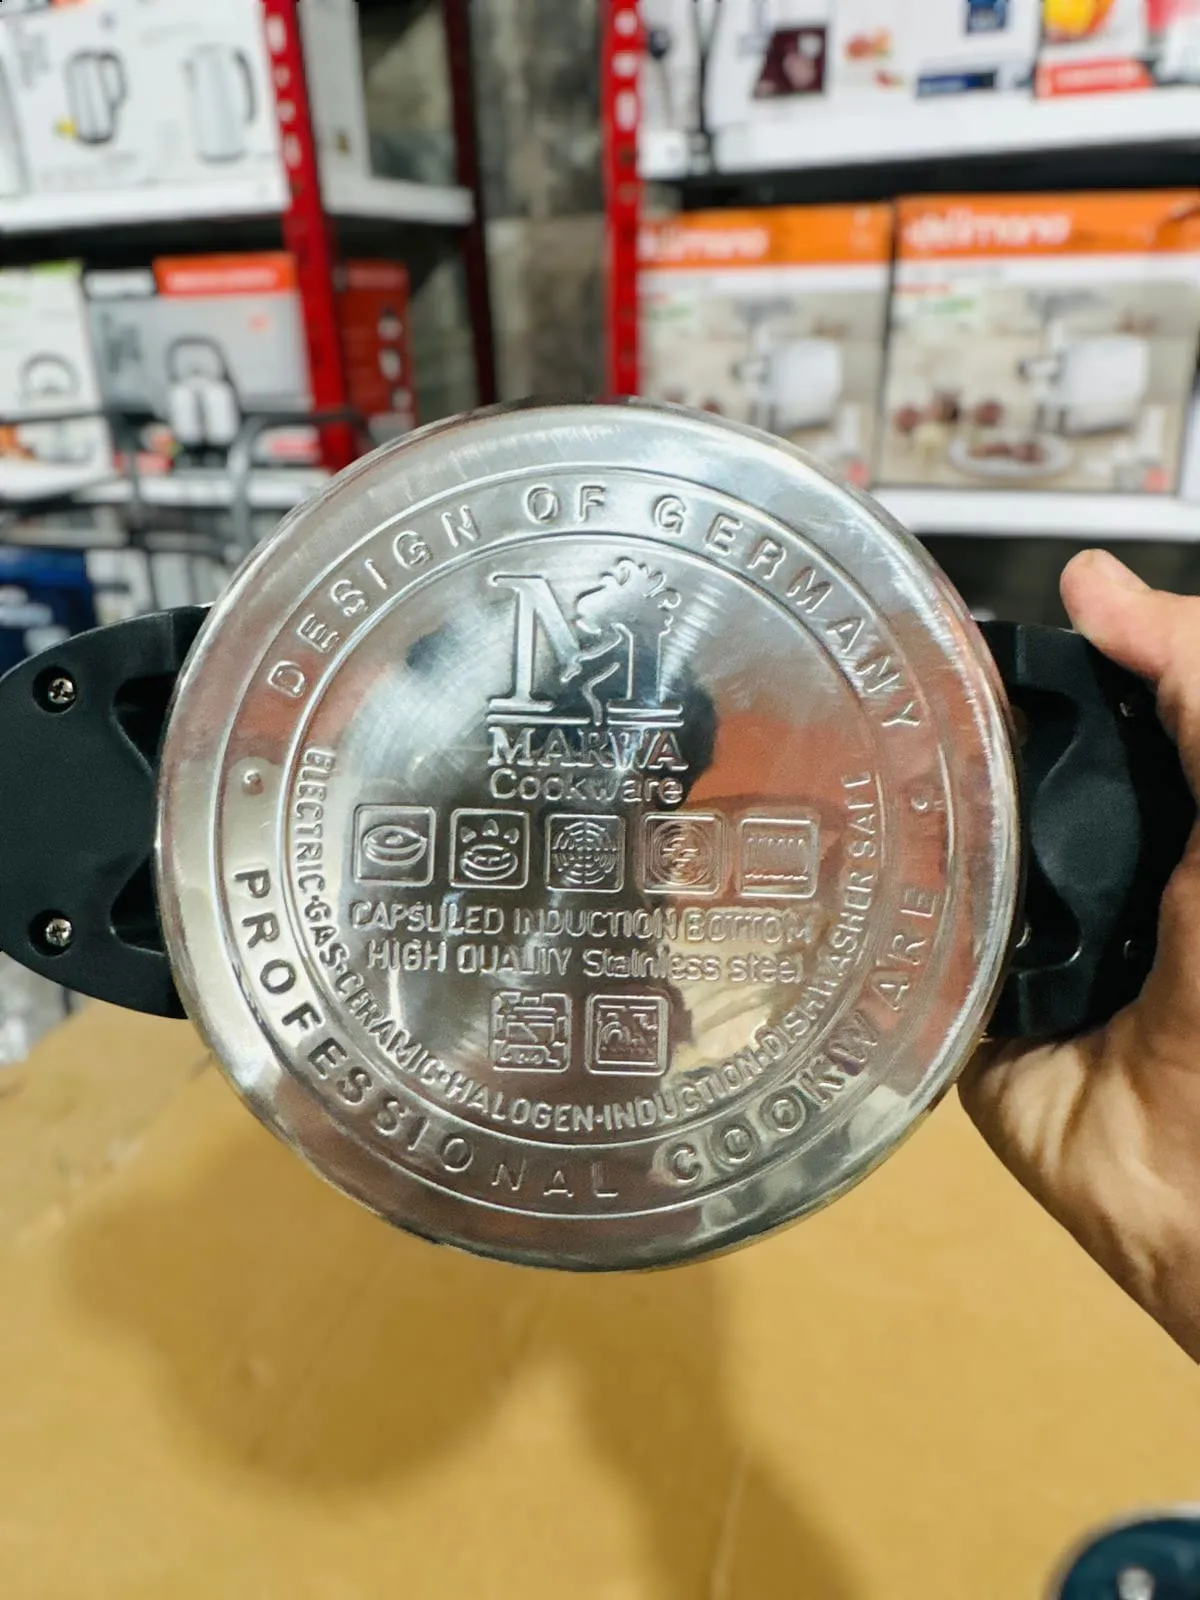 DESIGN OF GERMANY
M
MARWA
Cookware
CAPSULED INDUCTION BOTTOM
HIGH QUALITY Stainless steel
ELECTRIC·GAS·CERAMIC·HALOGEN·INDUCTION·DISHWASHER SAFE
PROFESSIONAL COOKWARE